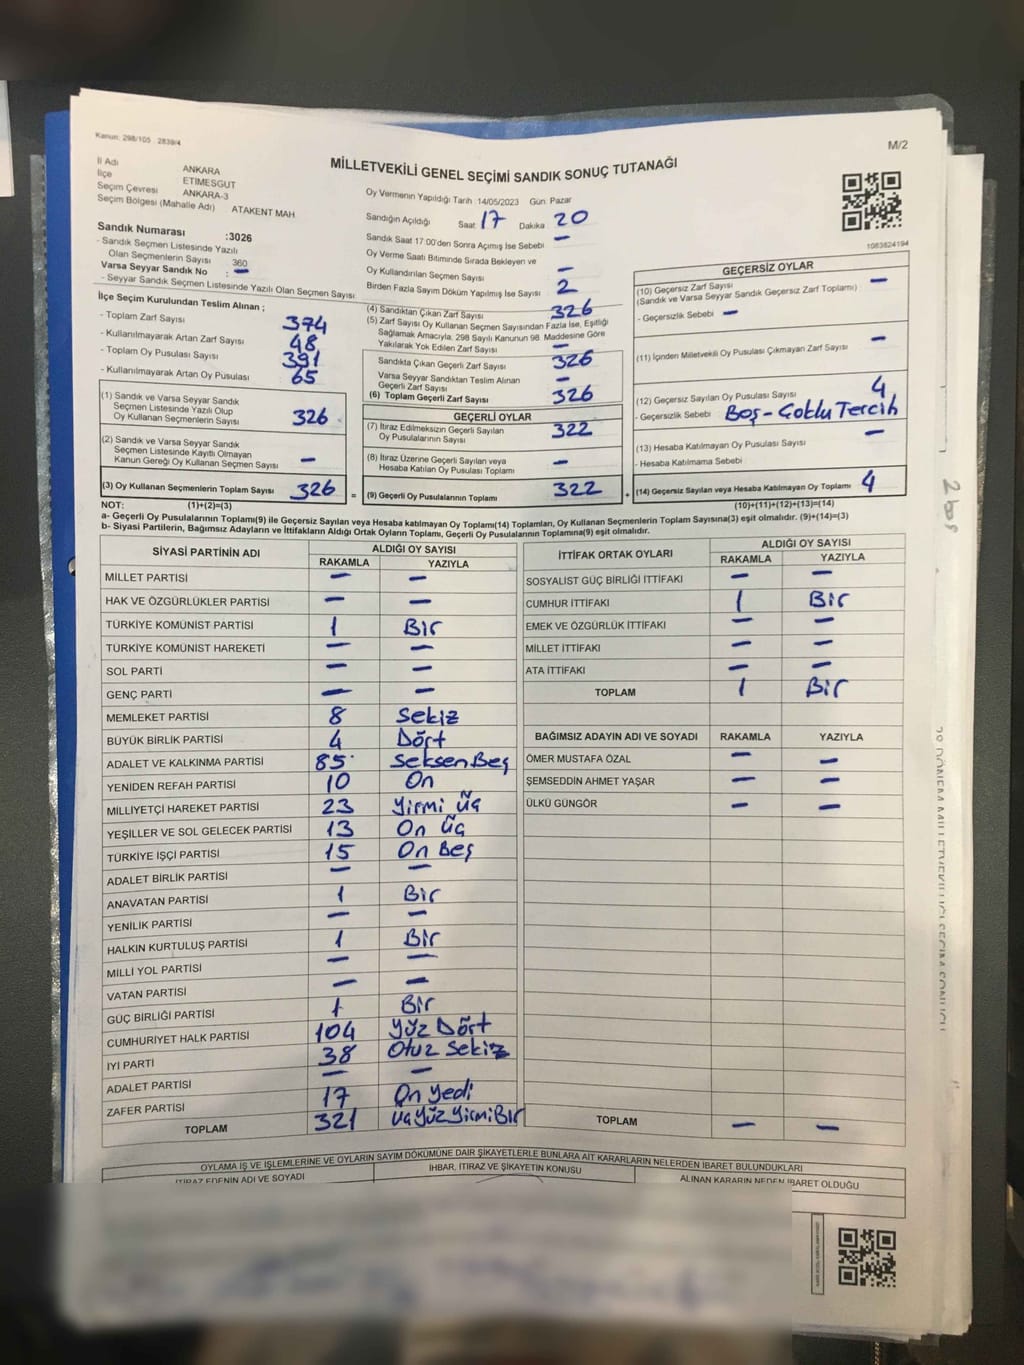 Kanun: 298/105 2839/4
M/2
MİLLETVEKİLİ GENEL SEÇİMİ SANDIK SONUÇ TUTANAĞI
İl Adı ANKARA
İlçe ETİMESGUT
Seçim Çevresi ANKARA-3
Seçim Bölgesi (Mahalle Adı) ATAKENT MAH.
Sandık Numarası :3026
- Sandık Seçmen Listesinde Yazılı
Olan Seçmenlerin Sayısı 360
Varsa Seyyar Sandık No : –
- Seyyar Sandık Seçmen Listesinde Yazılı Olan Seçmen Sayısı:
Oy Vermenin Yapıldığı Tarih :14/05/2023 Gün: Pazar
Sandığın Açıldığı Saat 17 Dakika 20
Sandık Saat 17:00'den Sonra Açılmış İse Sebebi –
Oy Verme Saati Bitiminde Sırada Bekleyen ve
Oy Kullandırılan Seçmen Sayısı –
Birden Fazla Sayım Döküm Yapılmış İse Sayısı 2
1083824194
İlçe Seçim Kurulundan Teslim Alınan ;
- Toplam Zarf Sayısı 374
- Kullanılmayarak Artan Zarf Sayısı 48
- Toplam Oy Pusulası Sayısı 391
- Kullanılmayarak Artan Oy Pusulası 65
(1) Sandık ve Varsa Seyyar Sandık
Seçmen Listesinde Yazılı Olup
Oy Kullanan Seçmenlerin Sayısı 326
(2) Sandık ve Varsa Seyyar Sandık
Seçmen Listesinde Kayıtlı Olmayan
Kanun Gereği Oy Kullanan Seçmen Sayısı –
(3) Oy Kullanan Seçmenlerin Toplam Sayısı 326
(4) Sandıktan Çıkan Zarf Sayısı 326
(5) Zarf Sayısı Oy Kullanan Seçmen Sayısından Fazla İse, Eşitliği
Sağlamak Amacıyla, 298 Sayılı Kanunun 98. Maddesine Göre
Yakılarak Yok Edilen Zarf Sayısı –
Sandıkta Çıkan Geçerli Zarf Sayısı 326
Varsa Seyyar Sandıktan Teslim Alınan
Geçerli Zarf Sayısı –
(6) Toplam Geçerli Zarf Sayısı 326
GEÇERLİ OYLAR
(7) İtiraz Edilmeksizin Geçerli Sayılan
Oy Pusulalarının Sayısı 322
(8) İtiraz Üzerine Geçerli Sayılan veya
Hesaba Katılan Oy Pusulası Toplamı –
= (9) Geçerli Oy Pusulalarının Toplamı 322
GEÇERSİZ OYLAR
(10) Geçersiz Zarf Sayısı –
(Sandık ve Varsa Seyyar Sandık Geçersiz Zarf Toplamı)
- Geçersizlik Sebebi –
(11) İçinden Milletvekili Oy Pusulası Çıkmayan Zarf Sayısı –
(12) Geçersiz Sayılan Oy Pusulası Sayısı 4
- Geçersizlik Sebebi Boş-Çoklu Tercih
(13) Hesaba Katılmayan Oy Pusulası Sayısı –
- Hesaba Katılmama Sebebi
+ (14) Geçersiz Sayılan veya Hesaba Katılmayan Oy Toplamı 4
NOT: (1)+(2)=(3)
(10)+(11)+(12)+(13)=(14)
a- Geçerli Oy Pusulalarının Toplamı(9) ile Geçersiz Sayılan veya Hesaba katılmayan Oy Toplamı(14) Toplamları, Oy Kullanan Seçmenlerin Toplam Sayısına(3) eşit olmalıdır. (9)+(14)=(3)
b- Siyasi Partilerin, Bağımsız Adayların ve İttifakların Aldığı Ortak Oyların Toplamı, Geçerli Oy Pusulalarının Toplamına(9) eşit olmalıdır.
SİYASİ PARTİNİN ADI ALDIĞI OY SAYISI
RAKAMLA YAZIYLA
MİLLET PARTİSİ – –
HAK VE ÖZGÜRLÜKLER PARTİSİ – –
TÜRKİYE KOMÜNİST PARTİSİ 1 Bir
TÜRKİYE KOMÜNİST HAREKETİ – –
SOL PARTİ – –
GENÇ PARTİ – –
MEMLEKET PARTİSİ 8 Sekiz
BÜYÜK BİRLİK PARTİSİ 4 Dört
ADALET VE KALKINMA PARTİSİ 85 Seksen Beş
YENİDEN REFAH PARTİSİ 10 On
MİLLİYETÇİ HAREKET PARTİSİ 23 Yirmi Üç
YEŞİLLER VE SOL GELECEK PARTİSİ 13 On Üç
TÜRKİYE İŞÇİ PARTİSİ 15 On Beş
ADALET BİRLİK PARTİSİ – –
ANAVATAN PARTİSİ 1 Bir
YENİLİK PARTİSİ – –
HALKIN KURTULUŞ PARTİSİ 1 Bir
MİLLİ YOL PARTİSİ – –
VATAN PARTİSİ – –
GÜÇ BİRLİĞİ PARTİSİ 1 Bir
CUMHURİYET HALK PARTİSİ 104 Yüz Dört
İYİ PARTİ 38 Otuz Sekiz
ADALET PARTİSİ – –
ZAFER PARTİSİ 17 On Yedi
TOPLAM 321 Üç Yüz Yirmi Bir
İTTİFAK ORTAK OYLARI ALDIĞI OY SAYISI
RAKAMLA YAZIYLA
SOSYALİST GÜÇ BİRLİĞİ İTTİFAKI – –
CUMHUR İTTİFAKI 1 Bir
EMEK VE ÖZGÜRLÜK İTTİFAKI – –
MİLLET İTTİFAKI – –
ATA İTTİFAKI – –
TOPLAM 1 Bir
BAĞIMSIZ ADAYIN ADI VE SOYADI RAKAMLA YAZIYLA
ÖMER MUSTAFA ÖZAL – –
ŞEMSEDDİN AHMET YAŞAR – –
ÜLKÜ GÜNGÖR – –
TOPLAM – –
OYLAMA İŞ VE İŞLEMLERİNE VE OYLARIN SAYIM DÖKÜMÜNE DAİR ŞİKAYETLERLE BUNLARA AİT KARARLARIN NELERDEN İBARET BULUNDUKLARI
İTİRAZ EDENİN ADI VE SOYADI İHBAR, İTİRAZ VE ŞİKAYETİN KONUSU ALINAN KARARIN NEDEN İBARET OLDUĞU
2 boş